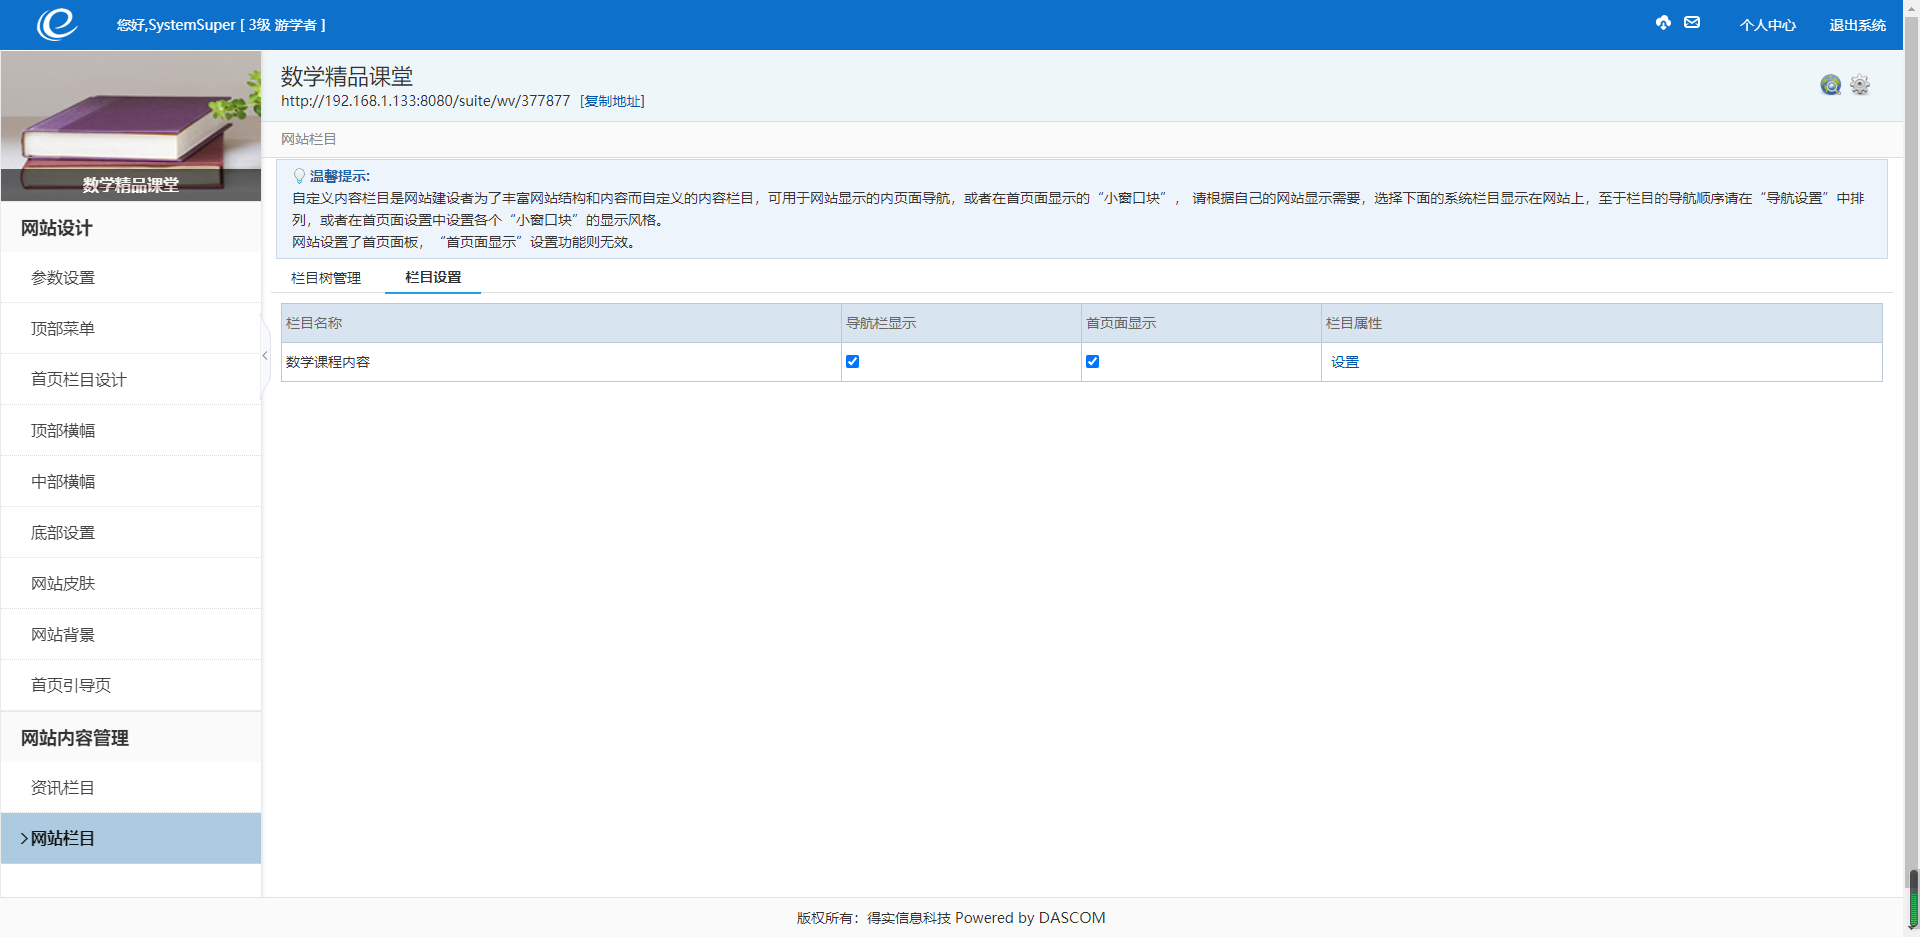 您好,SystemSuper [ 3级 游学者 ]
个人中心
退出系统
数学精品课堂
网站设计
参数设置
顶部菜单
首页栏目设计
顶部横幅
中部横幅
底部设置
网站皮肤
网站背景
首页引导页
网站内容管理
资讯栏目
网站栏目
数学精品课堂
http://192.168.1.133:8080/suite/wv/377877 [复制地址]
网站栏目
温馨提示:
自定义内容栏目是网站建设者为了丰富网站结构和内容而自定义的内容栏目，可用于网站显示的内页面导航，或者在首页面显示的“小窗口块”， 请根据自己的网站显示需要，选择下面的系统栏目显示在网站上，至于栏目的导航顺序请在“导航设置”中排
列，或者在首页面设置中设置各个“小窗口块”的显示风格。
网站设置了首页面板，“首页面显示”设置功能则无效。
栏目树管理 栏目设置
栏目名称 导航栏显示 首页面显示 栏目属性
数学课程内容 设置
版权所有：得实信息科技 Powered by DASCOM